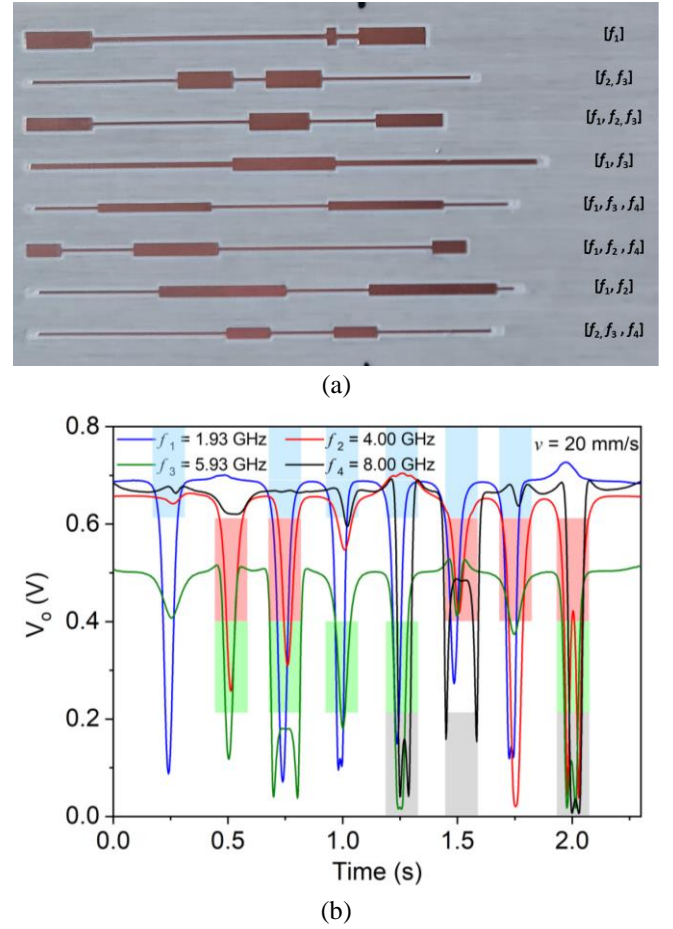 [f₁]
[f₂, f₃]
[f₁, f₂, f₃]
[f₁, f₃]
[f₁, f₃, f₄]
[f₁, f₂, f₄]
[f₁, f₂]
[f₂, f₃, f₄]
(a)
0.8
f₁ = 1.93 GHz f₂ = 4.00 GHz v = 20 mm/s
f₃ = 5.93 GHz f₄ = 8.00 GHz
0.6
0.4
Vₒ (V)
0.2
0.0
0.0 0.5 1.0 1.5 2.0
Time (s)
(b)